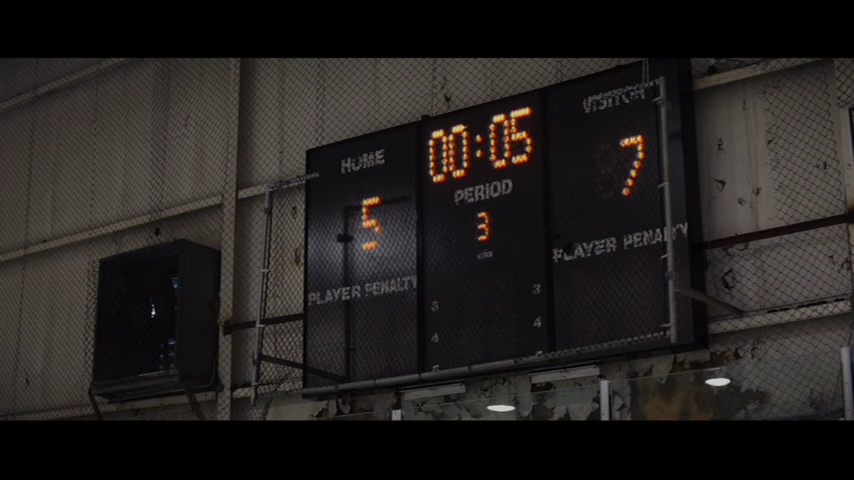 HOME
5
PLAYER PENALTY
00:05
PERIOD
3
VISITOR
7
PLAYER PENALTY
3 3
4 4